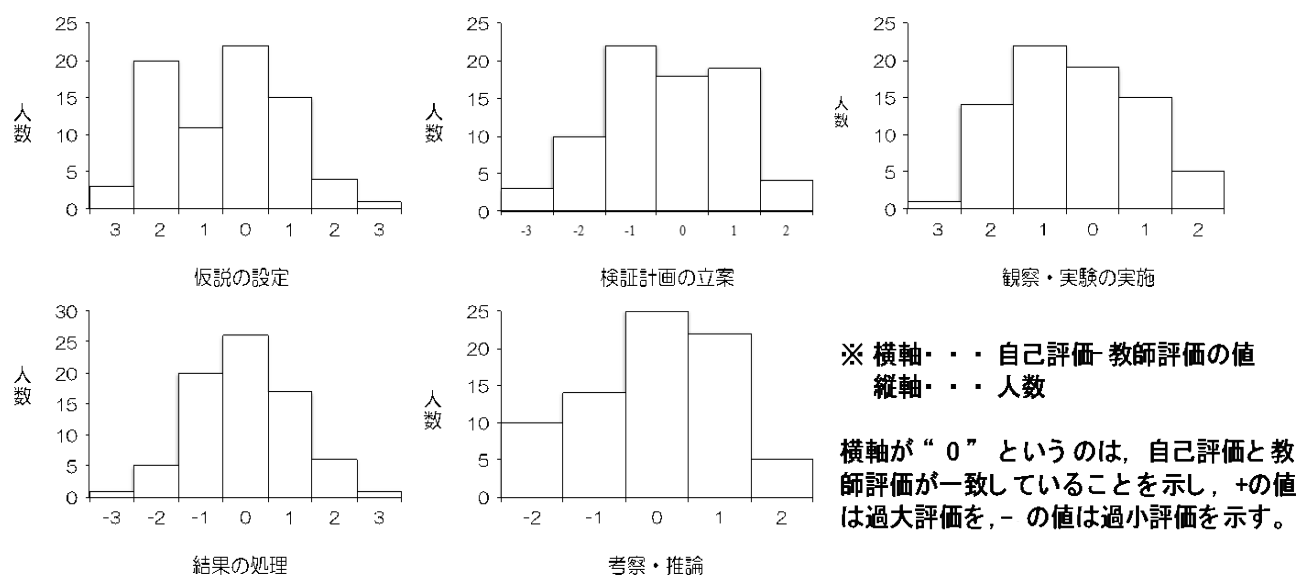 25
20
15
10
5
0
人数
3 2 1 0 1 2 3
仮説の設定
25
20
15
10
5
0
人数
-3 -2 -1 0 1 2
検証計画の立案
25
20
15
10
5
0
人数
3 2 1 0 1 2
観察・実験の実施
30
25
20
15
10
5
0
人数
-3 -2 -1 0 1 2 3
結果の処理
25
20
15
10
5
0
人数
-2 -1 0 1 2
考察・推論
※ 横軸・・・ 自己評価-教師評価の値
縦軸・・・ 人数
横軸が“０”というのは, 自己評価と教
師評価が一致していることを示し, +の値
は過大評価を,- の値は過小評価を示す。